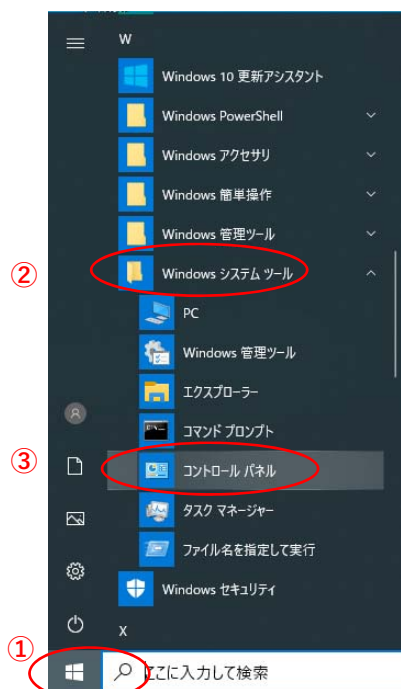 W
Windows 10 更新アシスタント
Windows PowerShell
Windows アクセサリ
Windows 簡単操作
Windows 管理ツール
② Windows システム ツール
PC
Windows 管理ツール
エクスプローラー
コマンド プロンプト
③ コントロール パネル
タスク マネージャー
ファイル名を指定して実行
Windows セキュリティ
X
①
ここに入力して検索